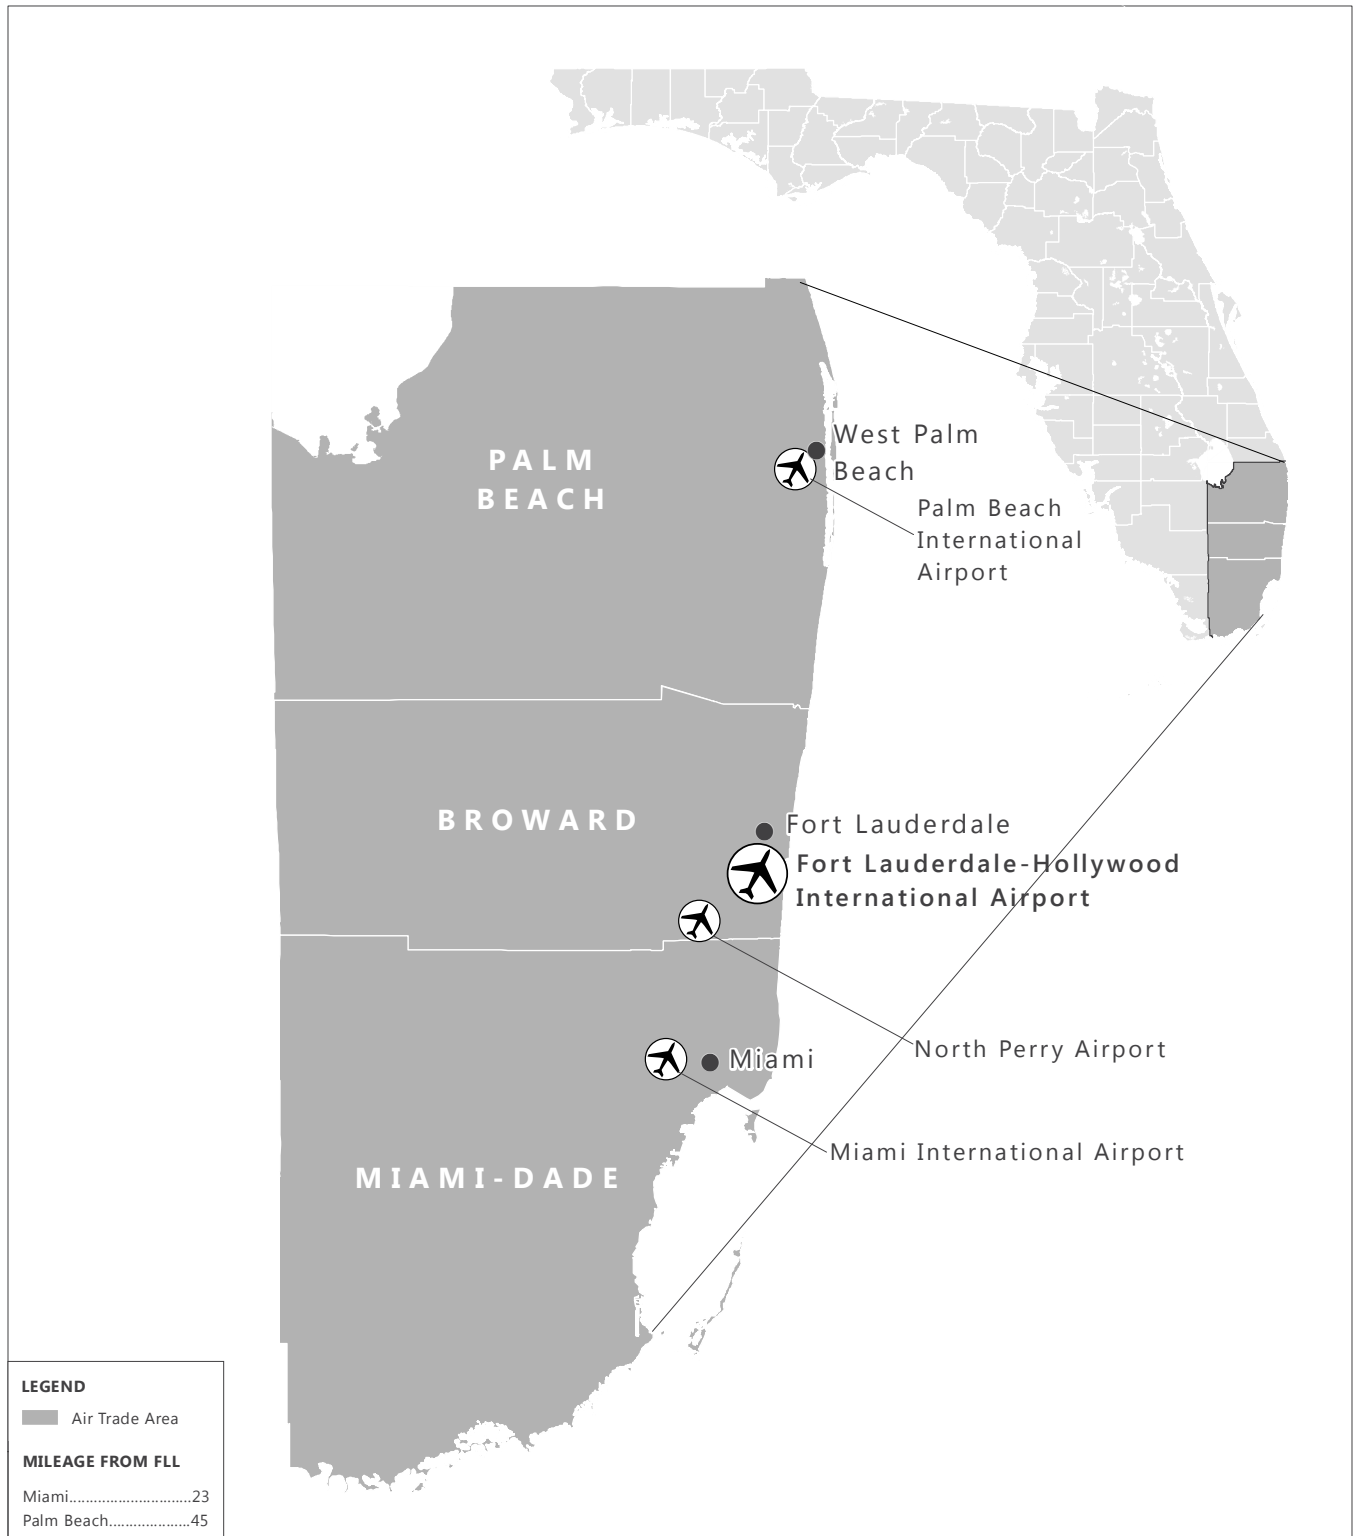 West Palm
Beach
PALM
BEACH
Palm Beach
International
Airport
BROWARD
Fort Lauderdale
Fort Lauderdale-Hollywood
International Airport
North Perry Airport
Miami
Miami International Airport
MIAMI-DADE
LEGEND
Air Trade Area
MILEAGE FROM FLL
Miami..............................23
Palm Beach....................45